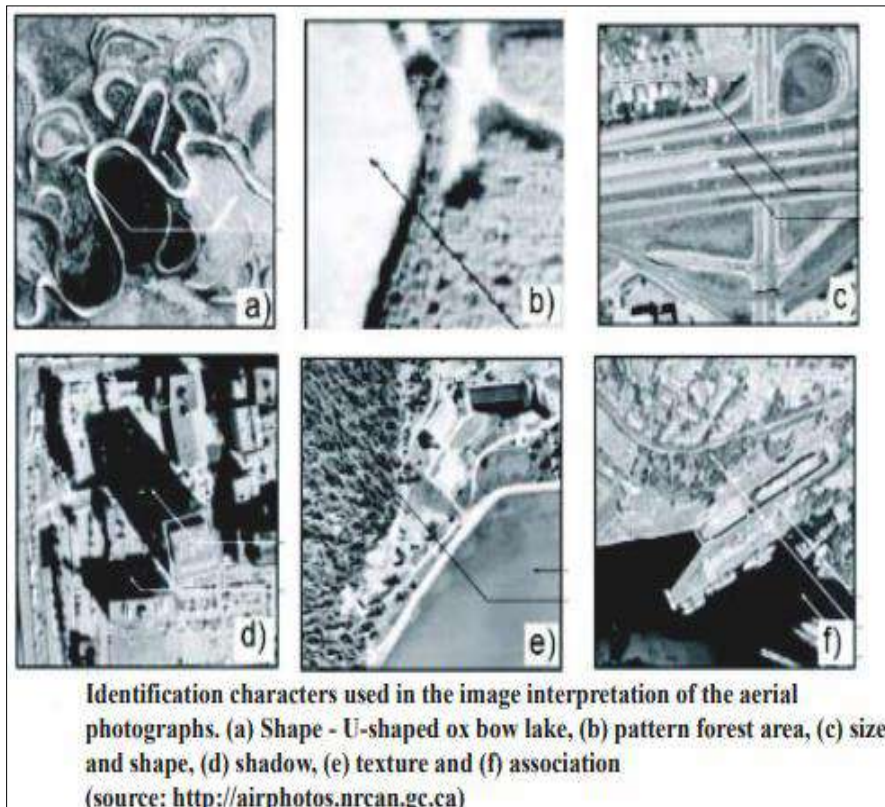 a)
b)
c)
d)
e)
f)
Identification characters used in the image interpretation of the aerial
photographs. (a) Shape - U-shaped ox bow lake, (b) pattern forest area, (c) size
and shape, (d) shadow, (e) texture and (f) association
(source: http://airphotos.nrcan.gc.ca)